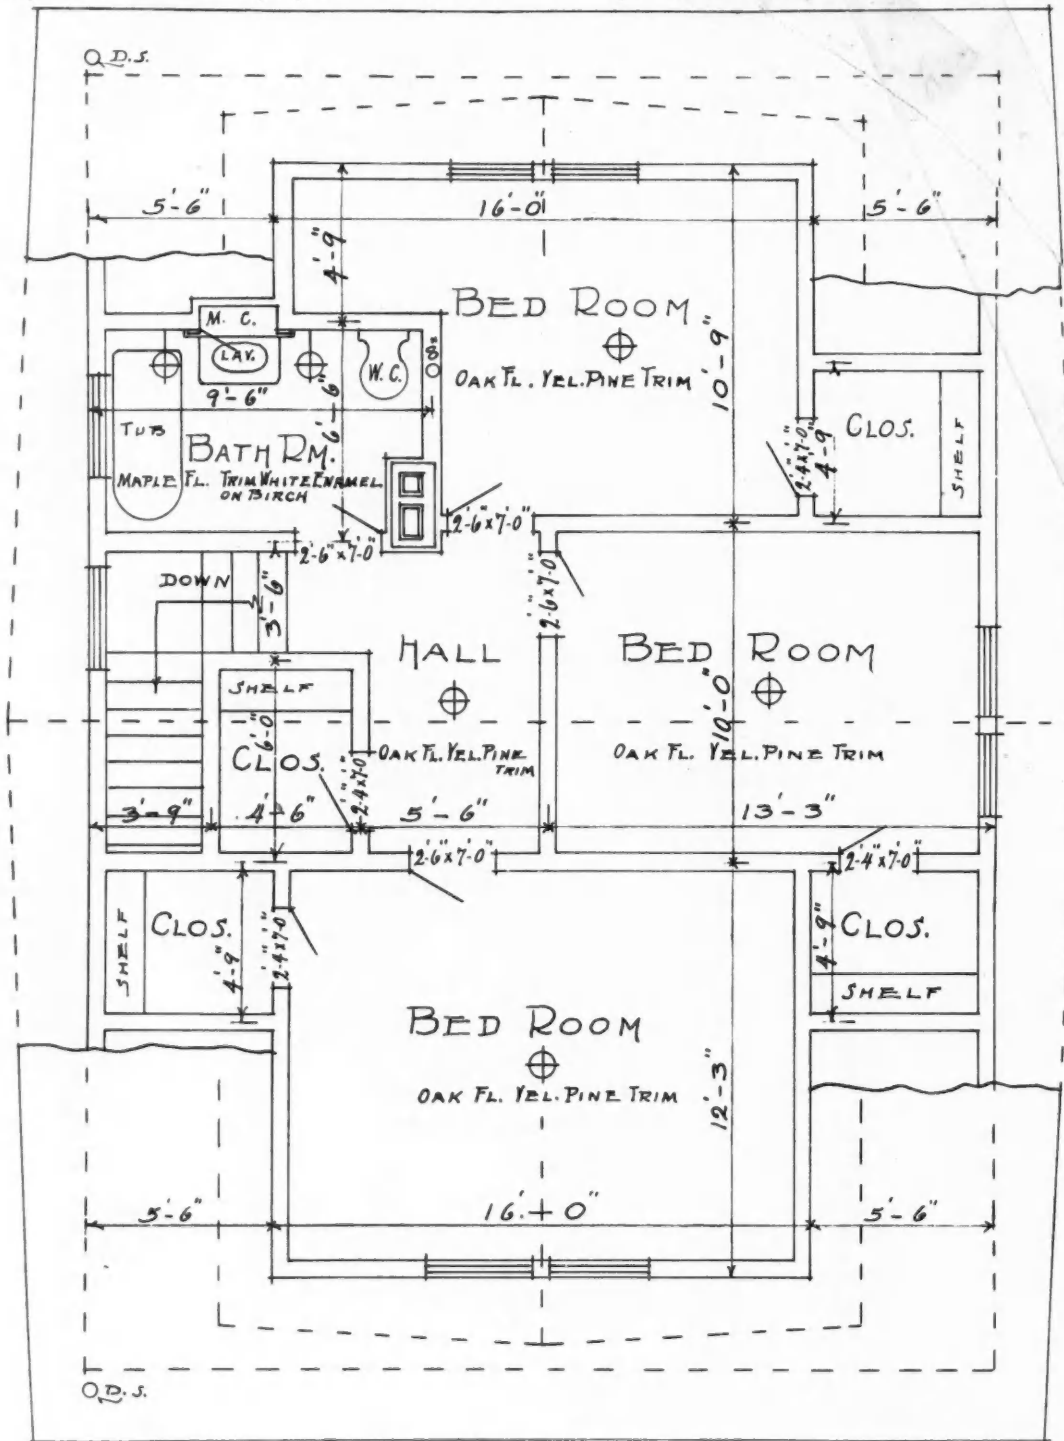 D.S.
5'-6"
16'-0"
5'-6"
4'-9"
BED ROOM
OAK FL. YEL. PINE TRIM
10'-9"
M. C.
LAV.
W.C.
9'-6"
6'-6"
TUB
BATH RM.
MAPLE FL. TRIM WHITE ENAMEL
ON BIRCH
2'-4"x7'-0"
4'-9"
CLOS.
SHELF
2'-6"x7'-0"
2'-6"x7'-0"
DOWN
3'-6"
2'-6"x7'-0"
HALL
OAK FL. YEL. PINE
TRIM
BED ROOM
10'-0"
OAK FL. YEL. PINE TRIM
SHELF
6'-0"
CLOS.
2'-4"x7'-0"
3'-9"
4'-6"
5'-6"
13'-3"
2'-6"x7'-0"
2'-4"x7'-0"
SHELF
CLOS.
4'-9"
2'-4"x7'-0"
4'-9"
CLOS.
SHELF
BED ROOM
OAK FL. YEL. PINE TRIM
12'-3"
5'-6"
16'-0"
5'-6"
D.S.